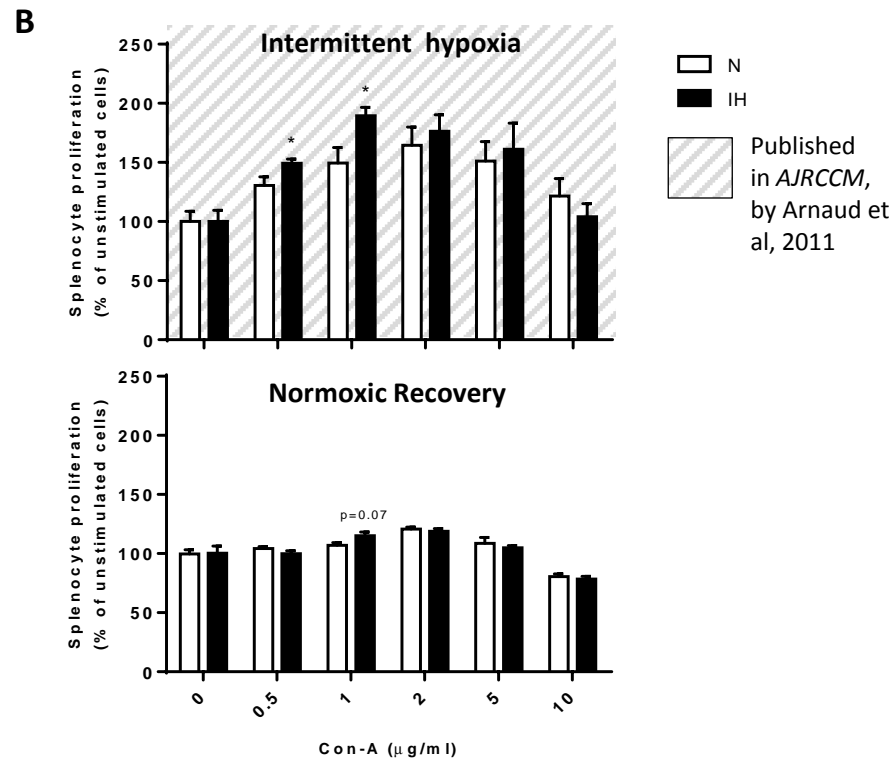 B
Intermittent hypoxia
Splenocyte proliferation
(% of unstimulated cells)
250
200
150
100
50
0
*
*
N
IH
Published
in AJRCCM,
by Arnaud et
al, 2011
Normoxic Recovery
Splenocyte proliferation
(% of unstimulated cells)
250
200
150
100
50
0
p=0.07
0
0.5
1
2
5
10
Con-A (µg/ml)